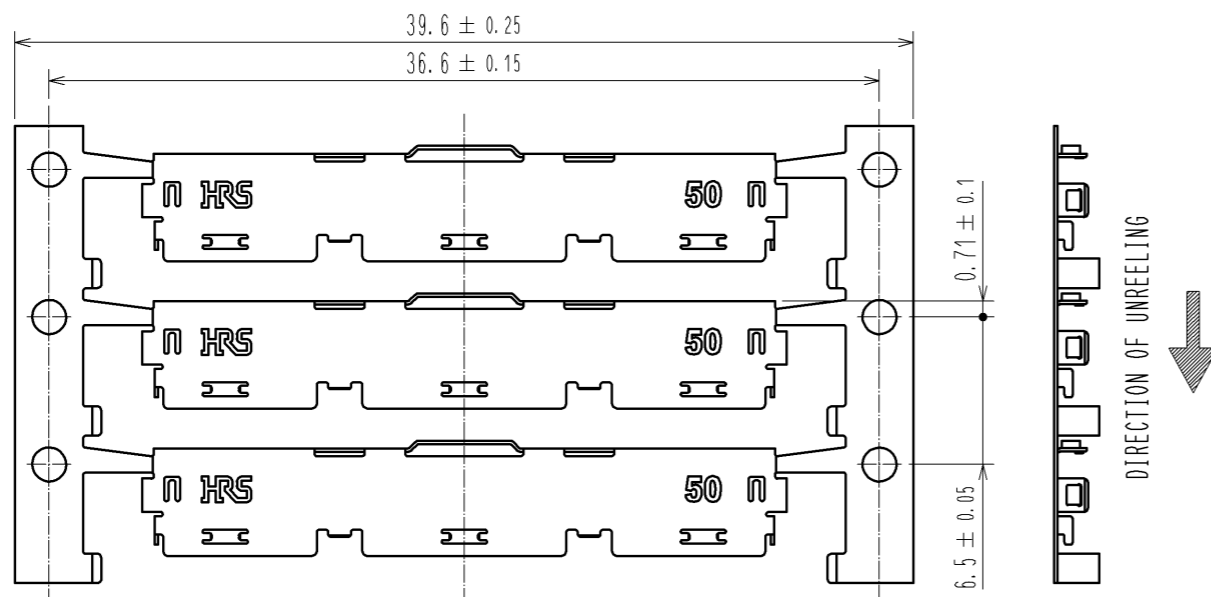 39.6 ± 0.25
36.6 ± 0.15
HRS 50
0.71 ± 0.1
HRS 50
HRS 50
6.5 ± 0.05
DIRECTION OF UNREELING